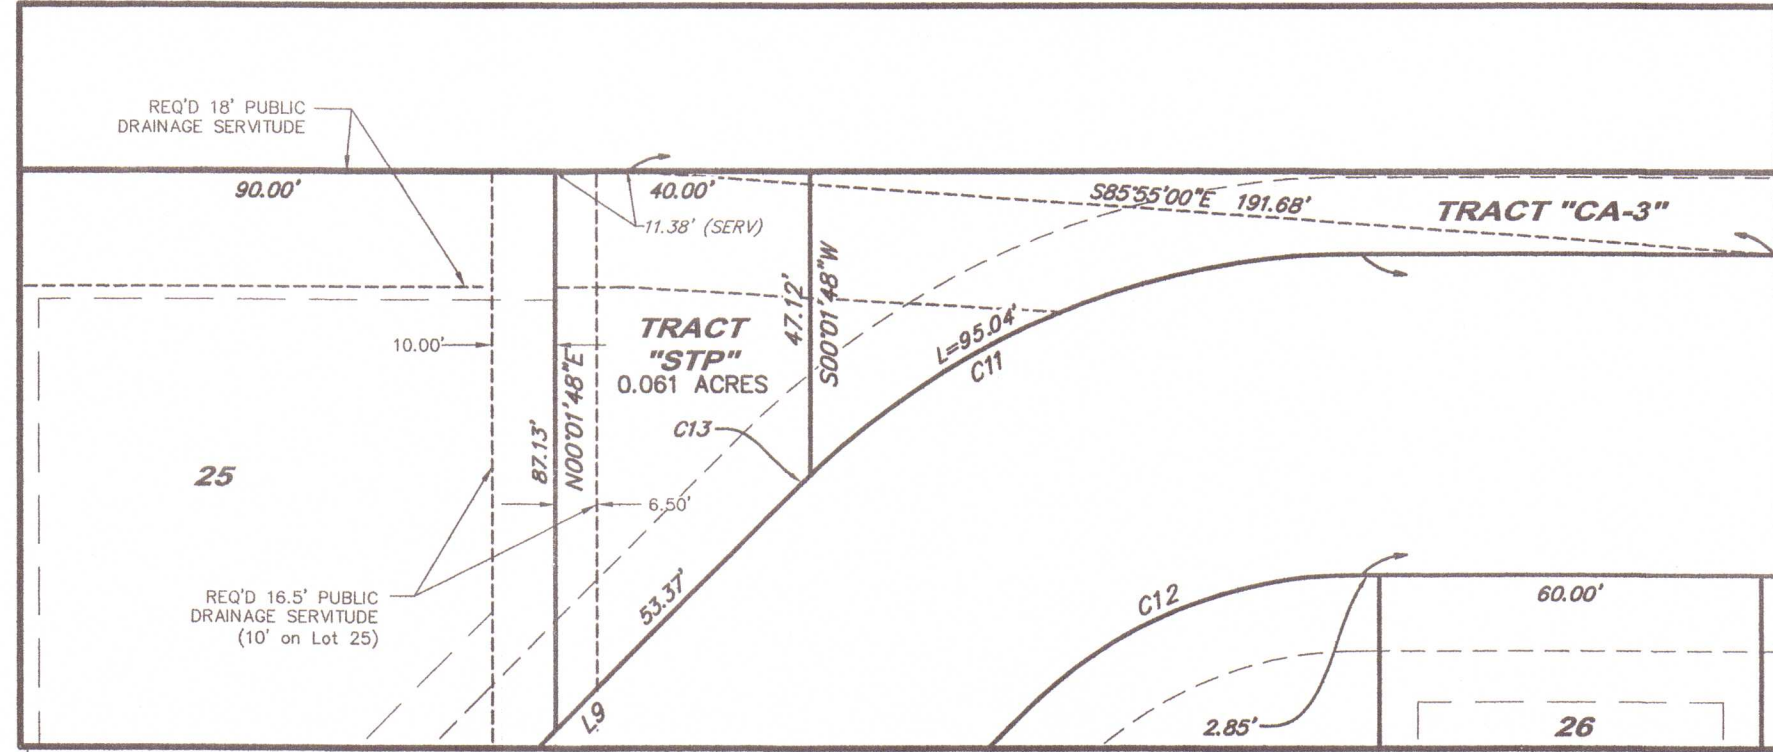 REQ'D 18' PUBLIC
DRAINAGE SERVITUDE
90.00'
40.00'
11.38' (SERV)
S85°55'00"E 191.68'
TRACT "CA-3"
47.12'
S00°01'48"W
TRACT
"STP"
0.061 ACRES
10.00'
L=95.04'
C11
C13
87.13'
N00°01'48"E
25
6.50'
53.37'
REQ'D 16.5' PUBLIC
DRAINAGE SERVITUDE
(10' on Lot 25)
C12
60.00'
L9
2.85'
26